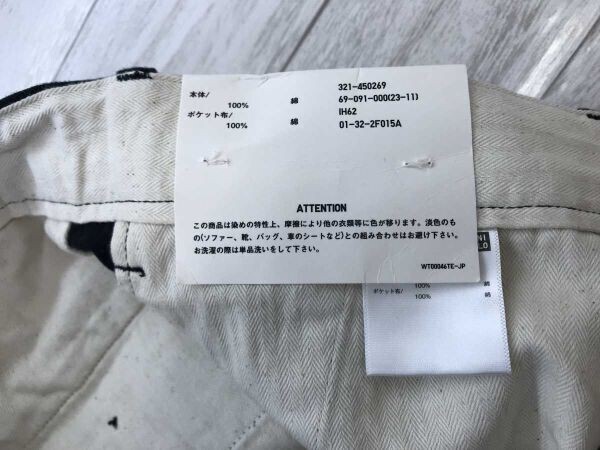 本体/ 321-450269
100% 綿 69-091-000(23-11)
ポケット布/ IH62
100% 綿 01-32-2F015A
ATTENTION
この商品は染めの特性上、摩擦により他の衣類等に色が移ります。淡色のも
の(ソファー、靴、バッグ、車のシートなど)との組み合わせはお避け下さい。
お洗濯の際は単品洗いをして下さい。
WT00046TE-JP
NI
LO
100% 綿
ポケット布/
100% 綿